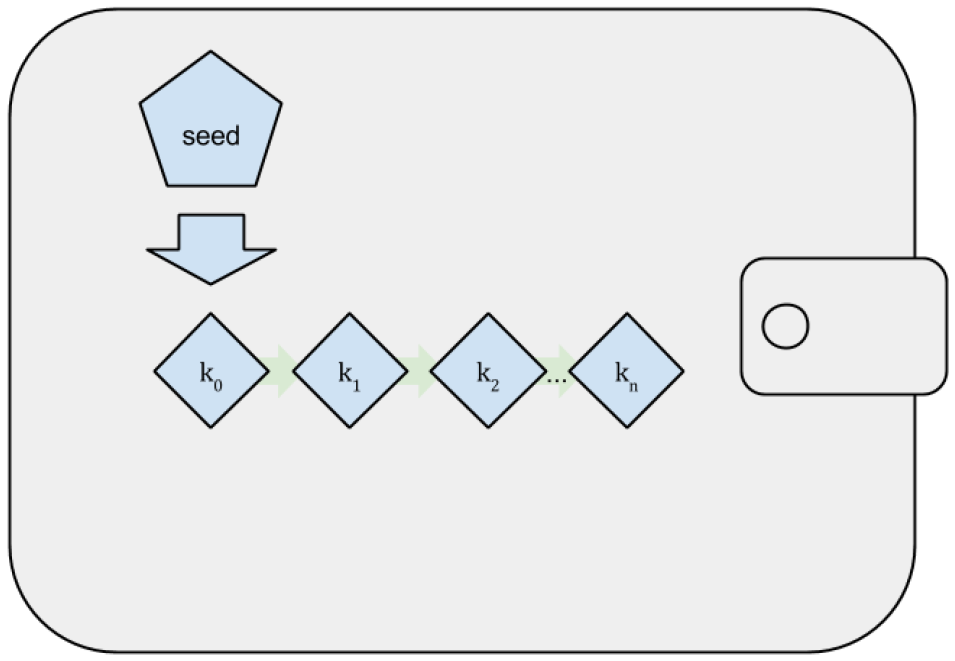 seed
k₀ k₁ k₂ ... kₙ